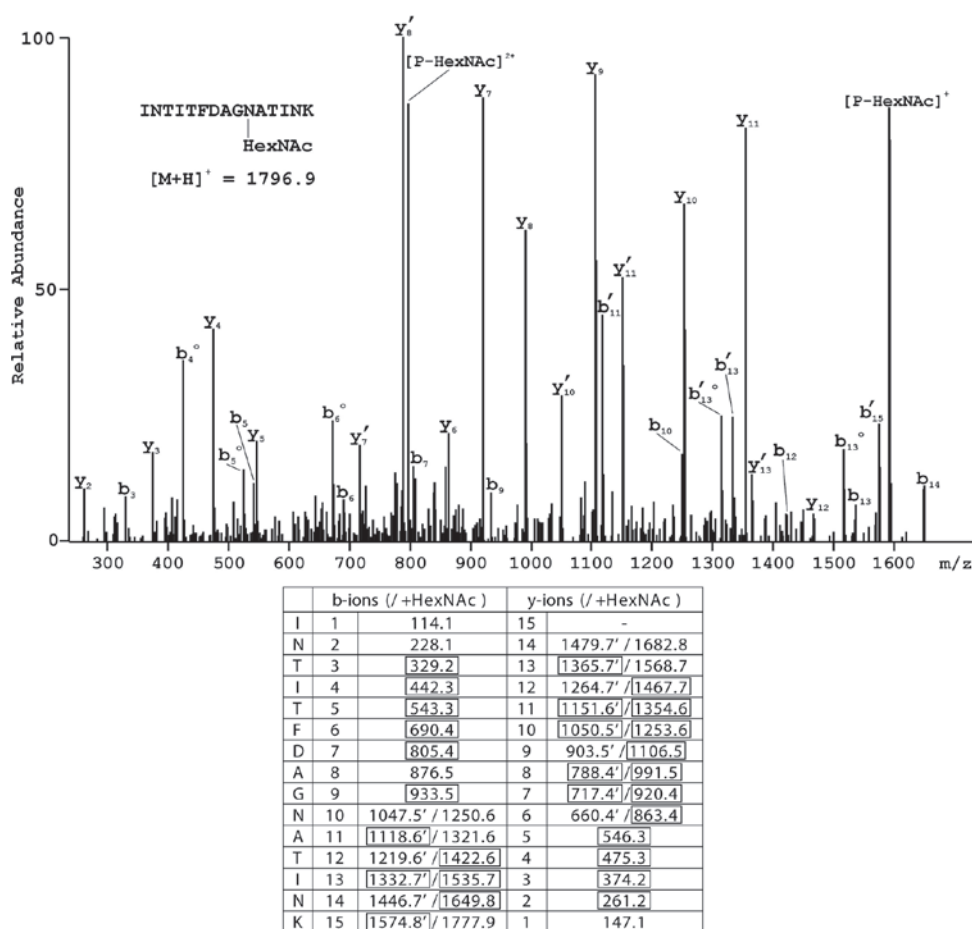 100
50
0
Relative Abundance
INTITFDAGNATINK
HexNAc
[M+H]⁺ = 1796.9
y₂
b₃
y₃
b₄°
y₄
b₅°
b₅
y₅
b₆°
b₆
y₇′
y₈′
[P-HexNAc]²⁺
b₇
y₆
y₇
b₉
y₈
y₁₀′
y₉
b₁₁′
y₁₁′
b₁₀
y₁₀
b₁₃′°
b₁₃′
y₁₁
y₁₃′
b₁₂
y₁₂
b₁₃°
b₁₃
b₁₅′
[P-HexNAc]⁺
b₁₄
300 400 500 600 700 800 900 1000 1100 1200 1300 1400 1500 1600 m/z
b-ions (/ +HexNAc ) y-ions (/ +HexNAc )
I 1 114.1 15 -
N 2 228.1 14 1479.7′ / 1682.8
T 3 329.2 13 1365.7′ / 1568.7
I 4 442.3 12 1264.7′ / 1467.7
T 5 543.3 11 1151.6′ / 1354.6
F 6 690.4 10 1050.5′ / 1253.6
D 7 805.4 9 903.5′ / 1106.5
A 8 876.5 8 788.4′ / 991.5
G 9 933.5 7 717.4′ / 920.4
N 10 1047.5′ / 1250.6 6 660.4′ / 863.4
A 11 1118.6′ / 1321.6 5 546.3
T 12 1219.6′ / 1422.6 4 475.3
I 13 1332.7′ / 1535.7 3 374.2
N 14 1446.7′ / 1649.8 2 261.2
K 15 1574.8′ / 1777.9 1 147.1